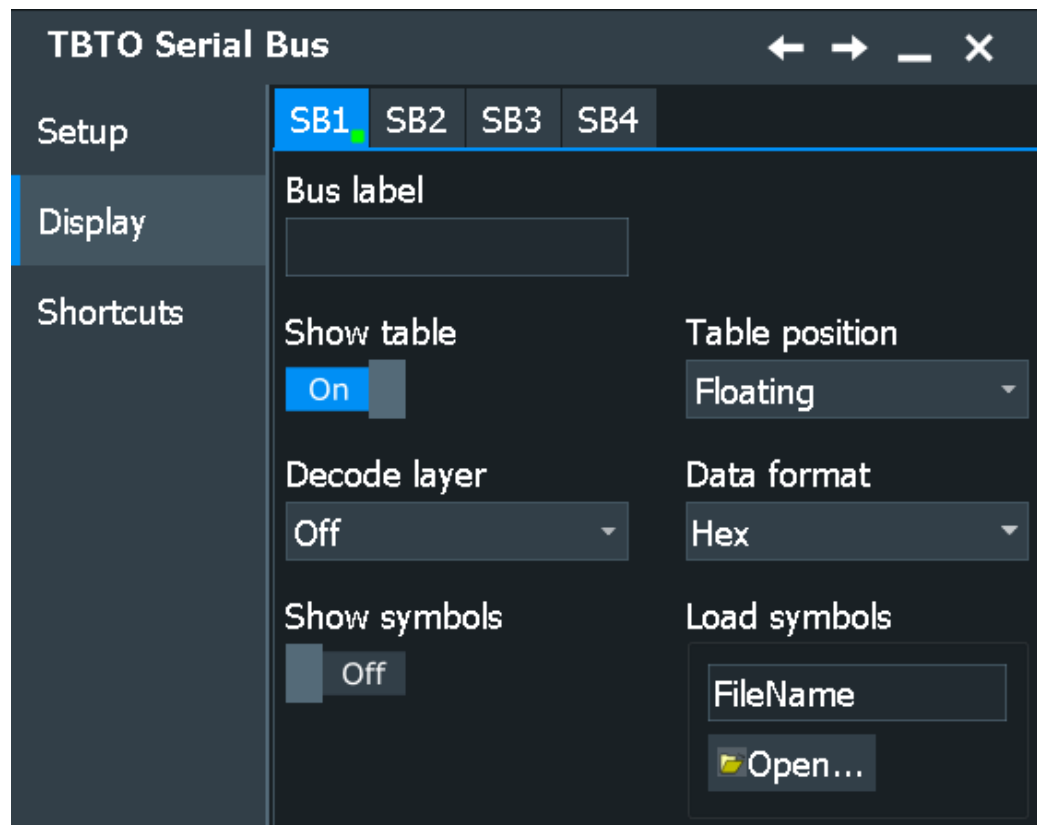 TBTO Serial Bus
Setup
Display
Shortcuts
SB1 SB2 SB3 SB4
Bus label
Show table Table position
On Floating
Decode layer Data format
Off Hex
Show symbols Load symbols
Off
FileName
Open...